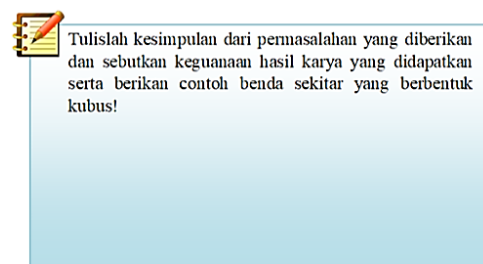 Tulislah kesimpulan dari permasalahan yang diberikan
dan sebutkan keguanaan hasil karya yang didapatkan
serta berikan contoh benda sekitar yang berbentuk
kubus!